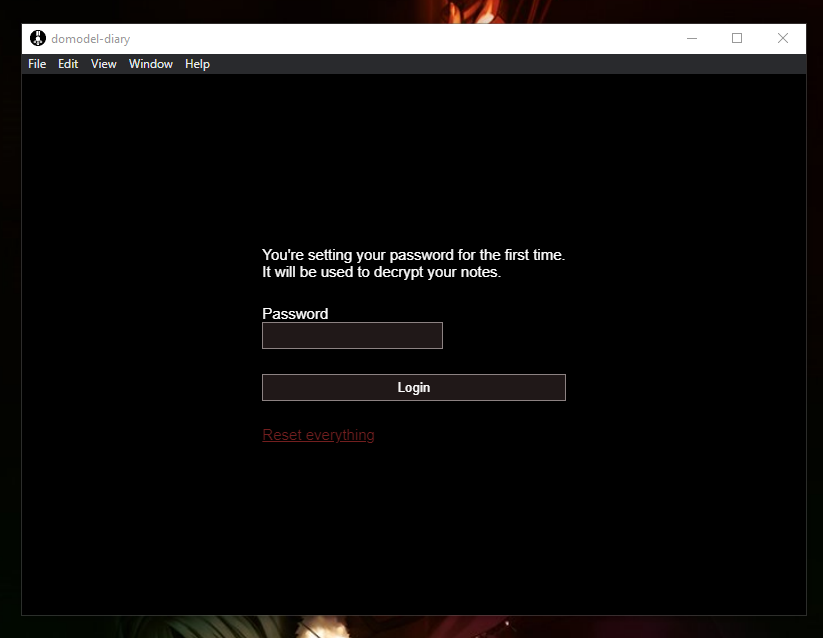 domodel-diary
File Edit View Window Help
You're setting your password for the first time.
It will be used to decrypt your notes.
Password
Login
Reset everything